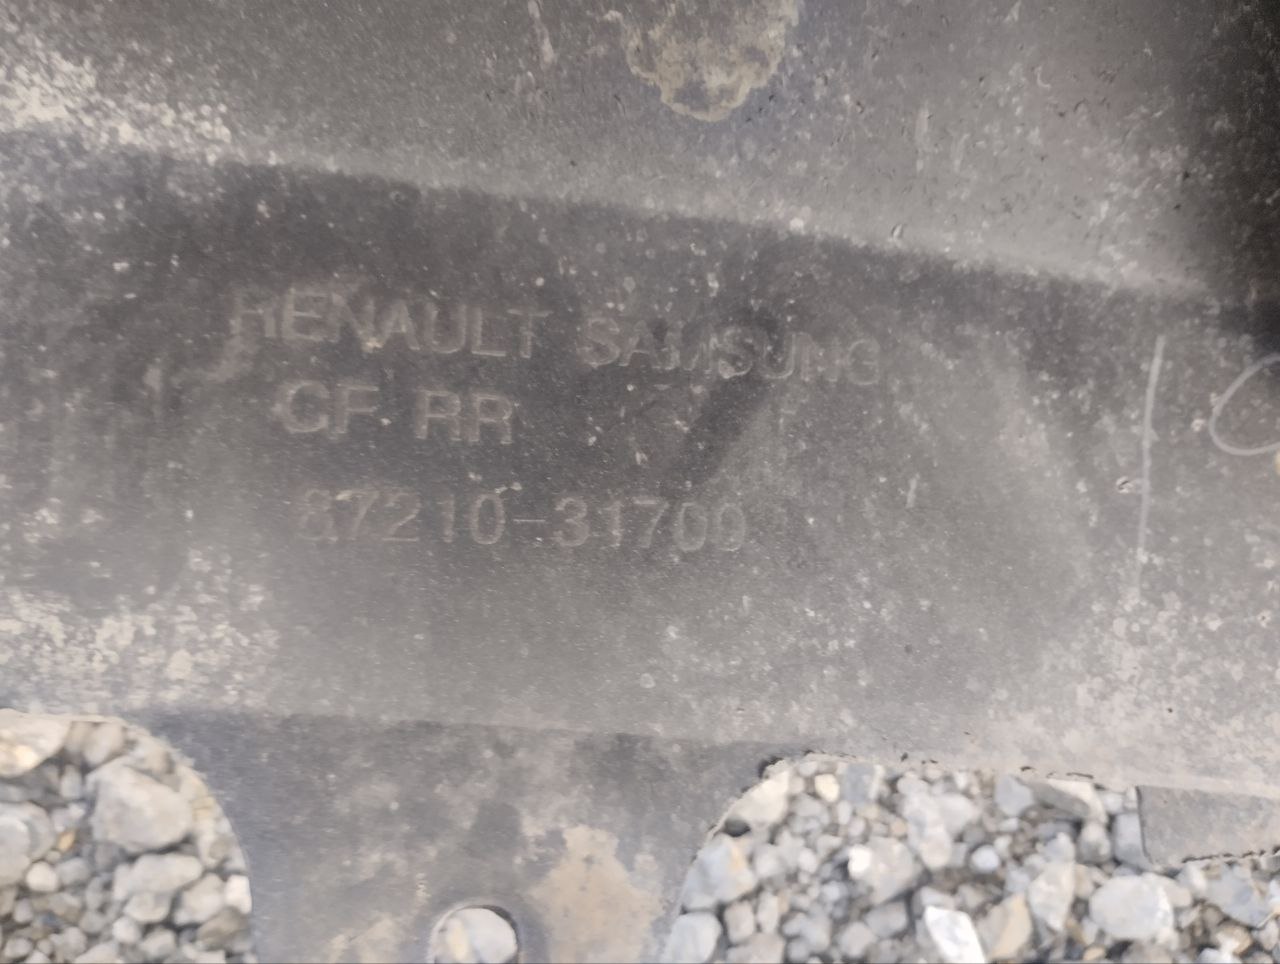 RENAULT SAMSUNG
CF RR
87210-31700